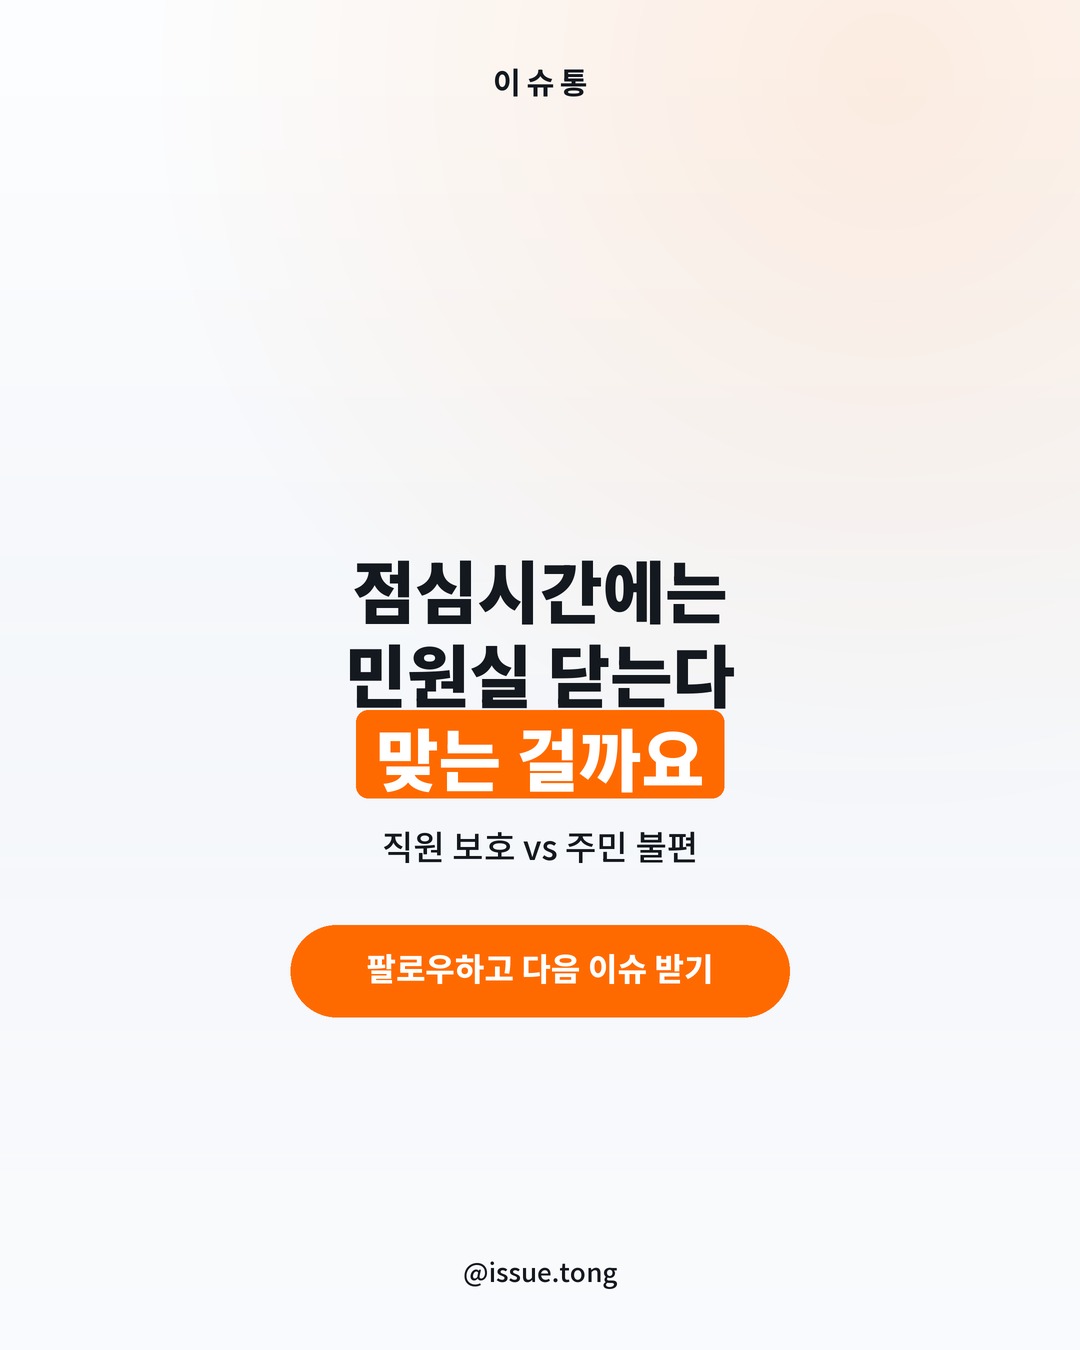 이슈통
점심시간에는
민원실 닫는다
맞는 걸까요
직원 보호 vs 주민 불편
팔로우하고 다음 이슈 받기
@issue.tong